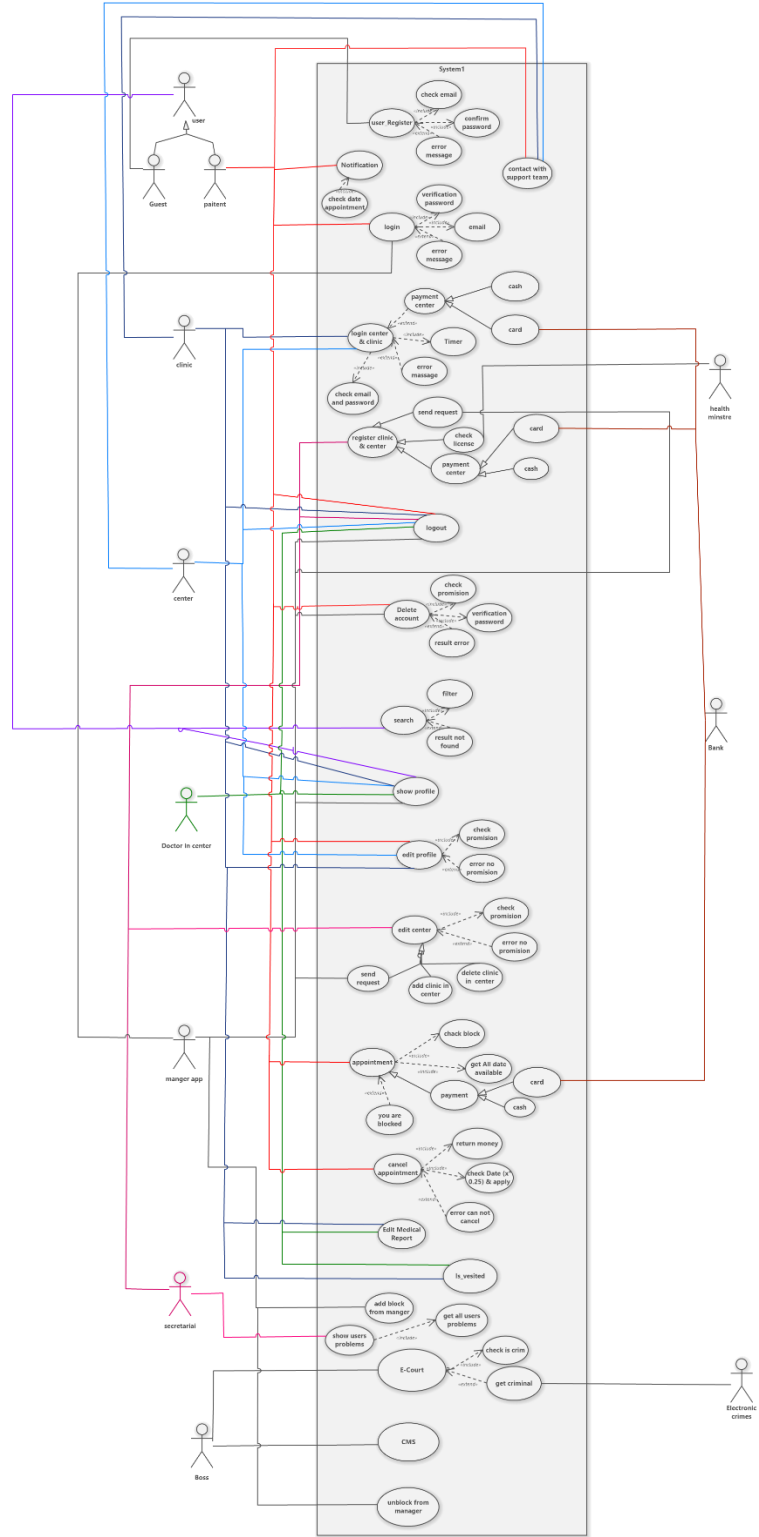 System1
check email
user
user_Register
confirm
password
error
message
Notification
Guest
paitent
contact with
support team
check date
appointment
verification
password
login
email
error
message
cash
payment
center
card
login center
& clinic
Timer
clinic
error
massage
check email
and password
health
minstre
send request
card
register clinic
& center
check
license
payment
center
cash
logout
center
check
promision
Delete
account
verification
password
result error
filter
search
result not
found
Bank
show profile
Doctor in center
check
promision
edit profile
error no
promision
check
promision
edit center
error no
promision
send
request
add clinic in
center
delete clinic
in center
manger app
chack block
appointment
get All date
available
payment
card
cash
you are
blocked
return money
cancel
appointment
check Date (x*
0.25) & apply
error can not
cancel
Edit Medical
Report
Is_vesited
secretarial
add block
from manger
get all users
problems
show users
problems
«include»
check is crim
E-Court
«include»
«extend»
get criminal
Electronic
crimes
Boss
CMS
unblock from
manager